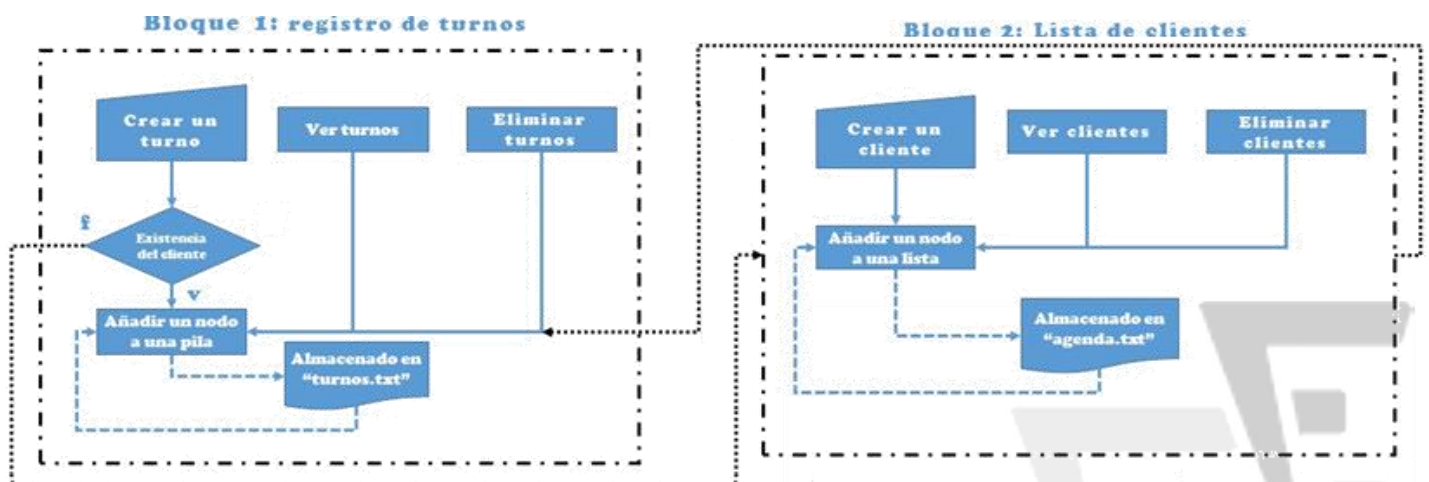 Bloque 1: registro de turnos
Crear un
turno
Ver turnos
Eliminar
turnos
f
Existencia
del cliente
v
Añadir un nodo
a una pila
Almacenado en
“turnos.txt”
Bloque 2: Lista de clientes
Crear un
cliente
Ver clientes
Eliminar
clientes
Añadir un nodo
a una lista
Almacenado en
“agenda.txt”